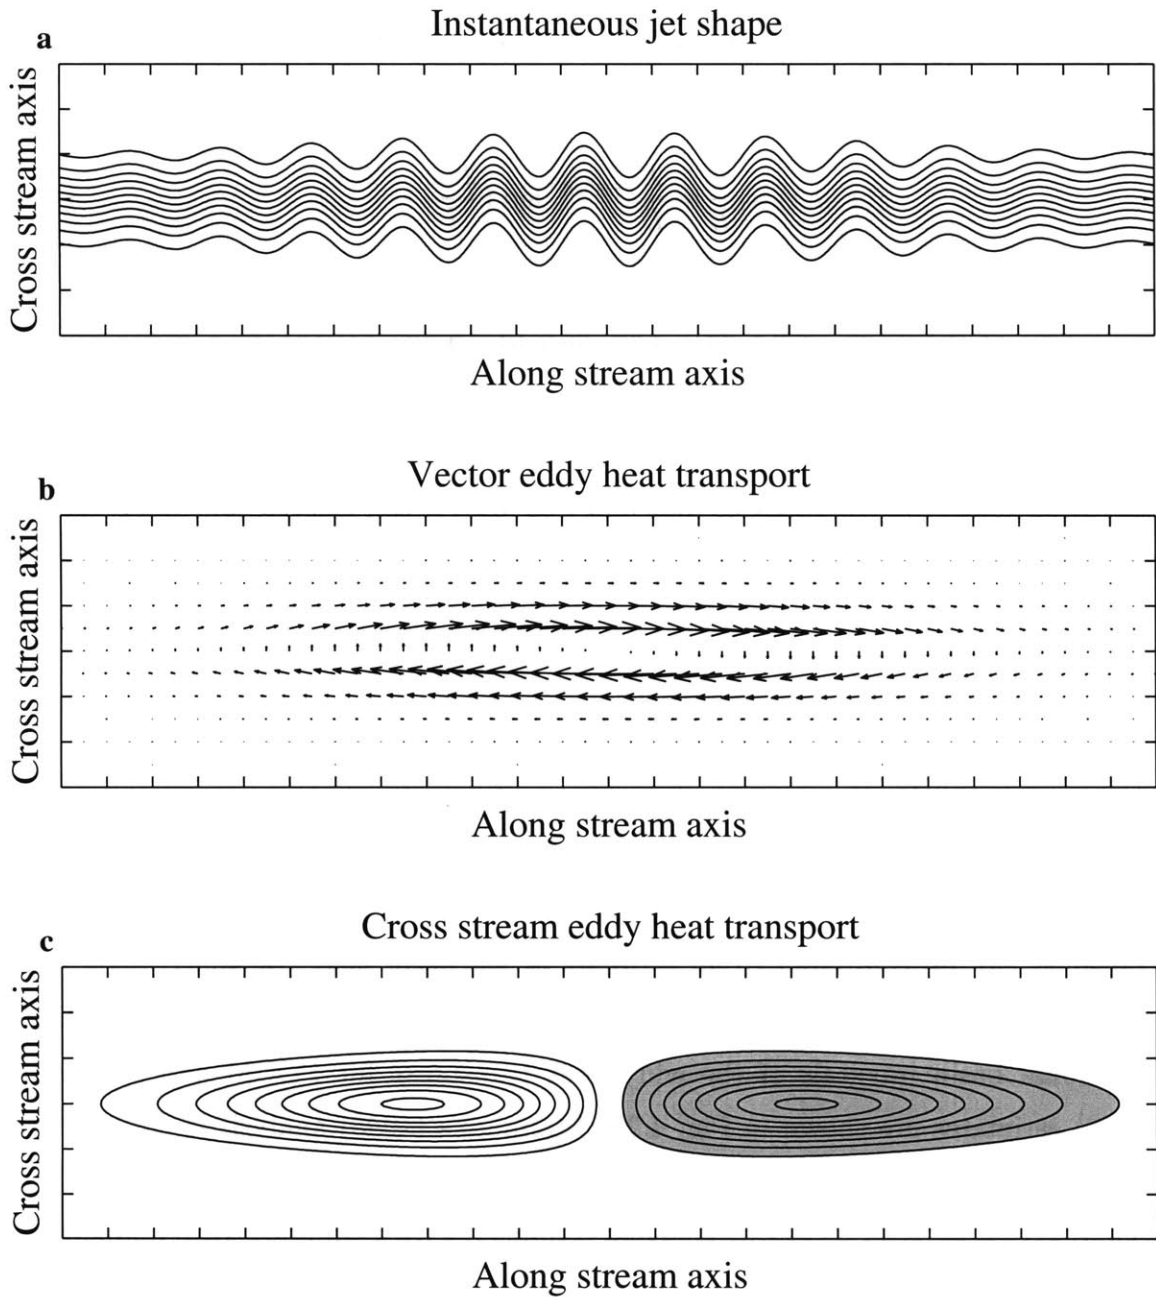 Instantaneous jet shape
a
Cross stream axis
Along stream axis
Vector eddy heat transport
b
Cross stream axis
Along stream axis
Cross stream eddy heat transport
c
Cross stream axis
Along stream axis